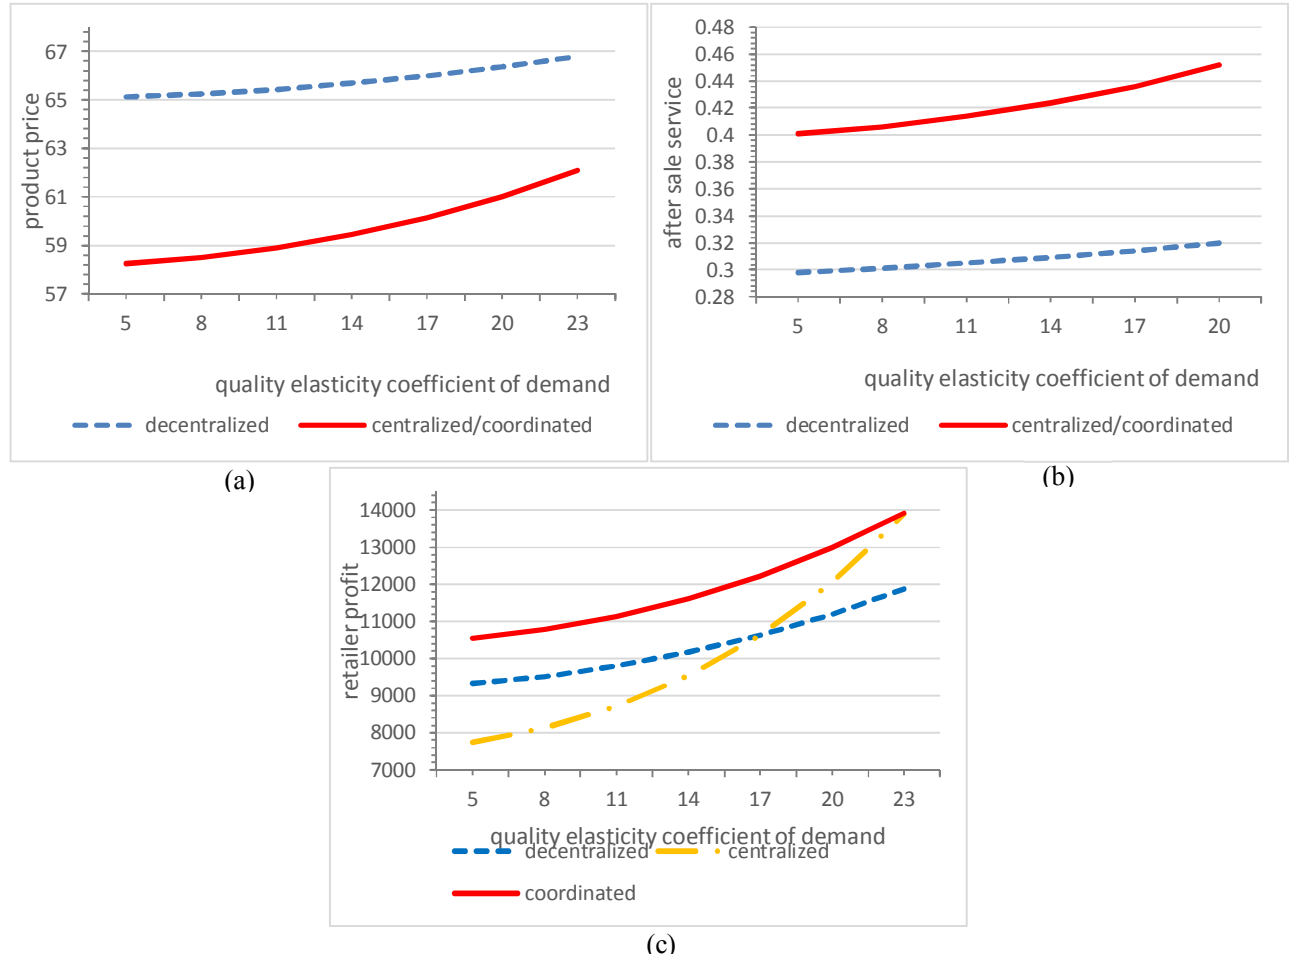 67
65
63
61
59
57
product price
5 8 11 14 17 20 23
quality elasticity coefficient of demand
decentralized centralized/coordinated
(a)
0.48
0.46
0.44
0.42
0.4
0.38
0.36
0.34
0.32
0.3
0.28
after sale service
5 8 11 14 17 20
quality elasticity coefficient of demand
decentralized centralized/coordinated
(b)
14000
13000
12000
11000
10000
9000
8000
7000
retailer profit
5 8 11 14 17 20 23
quality elasticity coefficient of demand
decentralized centralized
coordinated
(c)